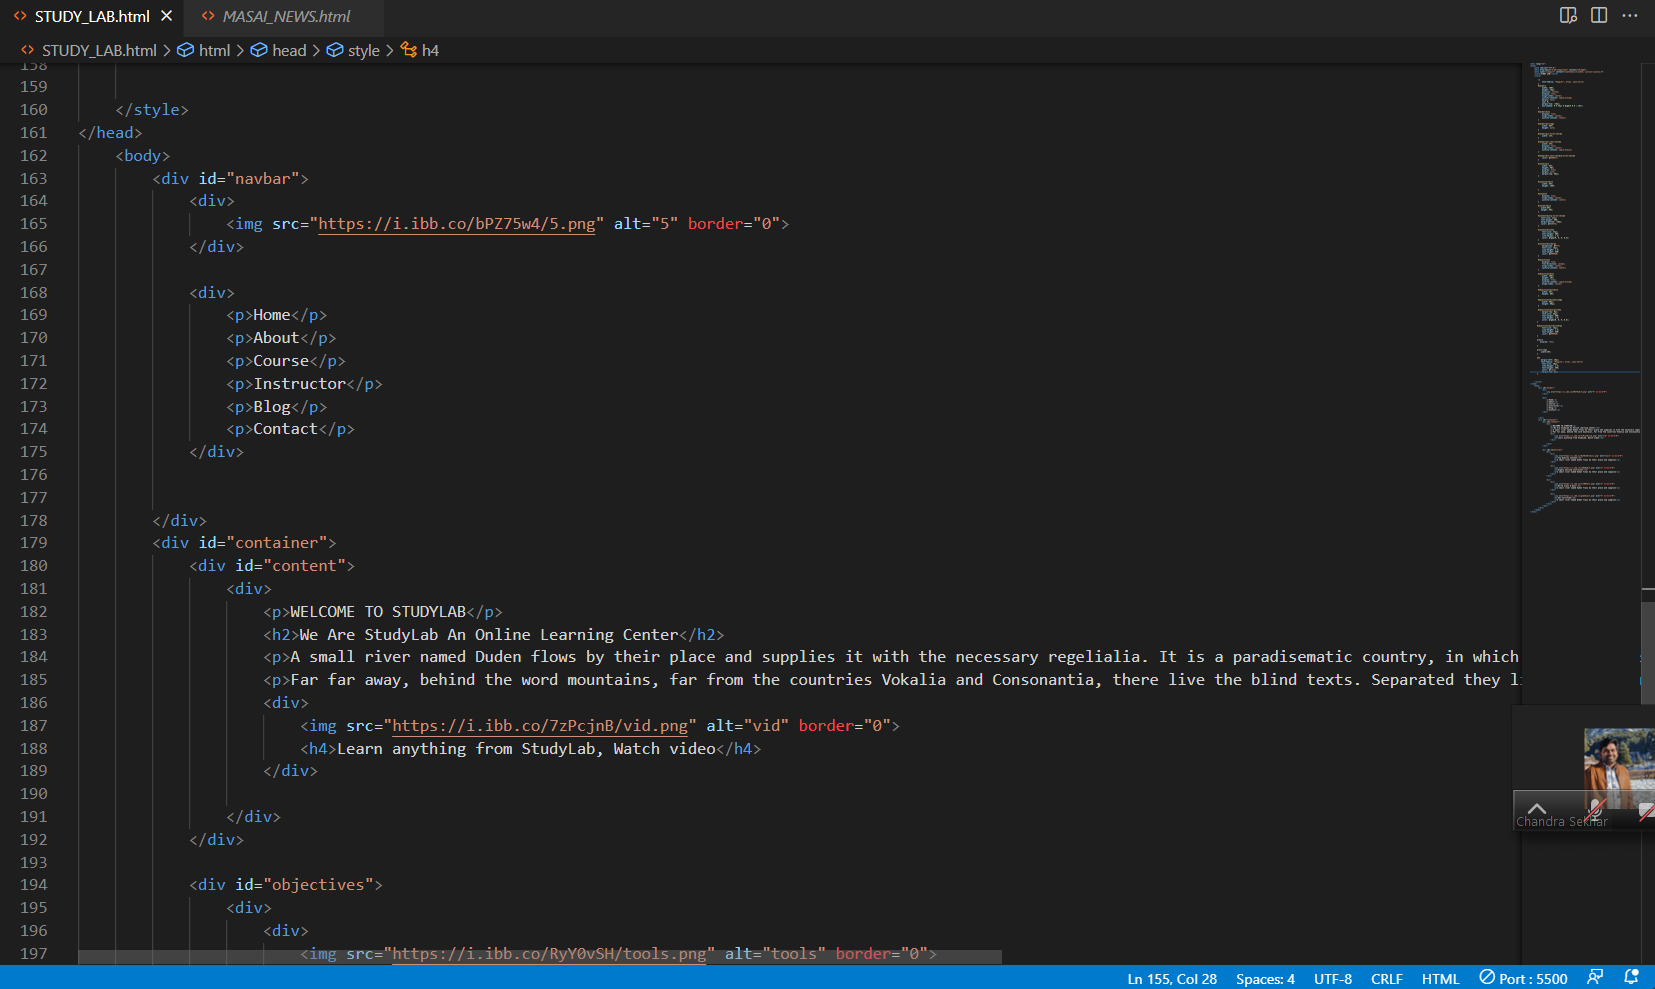 STUDY_LAB.html MASAI_NEWS.html
STUDY_LAB.html > html > head > style > h4
158
159
160 </style>
161 </head>
162 <body>
163 <div id="navbar">
164 <div>
165 <img src="https://i.ibb.co/bPZ75w4/5.png" alt="5" border="0">
166 </div>
167
168 <div>
169 <p>Home</p>
170 <p>About</p>
171 <p>Course</p>
172 <p>Instructor</p>
173 <p>Blog</p>
174 <p>Contact</p>
175 </div>
176
177
178 </div>
179 <div id="container">
180 <div id="content">
181 <div>
182 <p>WELCOME TO STUDYLAB</p>
183 <h2>We Are StudyLab An Online Learning Center</h2>
184 <p>A small river named Duden flows by their place and supplies it with the necessary regelialia. It is a paradisematic country, in which
185 <p>Far far away, behind the word mountains, far from the countries Vokalia and Consonantia, there live the blind texts. Separated they
186 <div>
187 <img src="https://i.ibb.co/7zPcjnB/vid.png" alt="vid" border="0">
188 <h4>Learn anything from StudyLab, Watch video</h4>
189 </div>
190
191 </div>
192 </div>
193
194 <div id="objectives">
195 <div>
196 <div>
197 <img src="https://i.ibb.co/RyY0vSH/tools.png" alt="tools" border="0">
Chandra Sekhar
Ln 155, Col 28 Spaces: 4 UTF-8 CRLF HTML Port : 5500